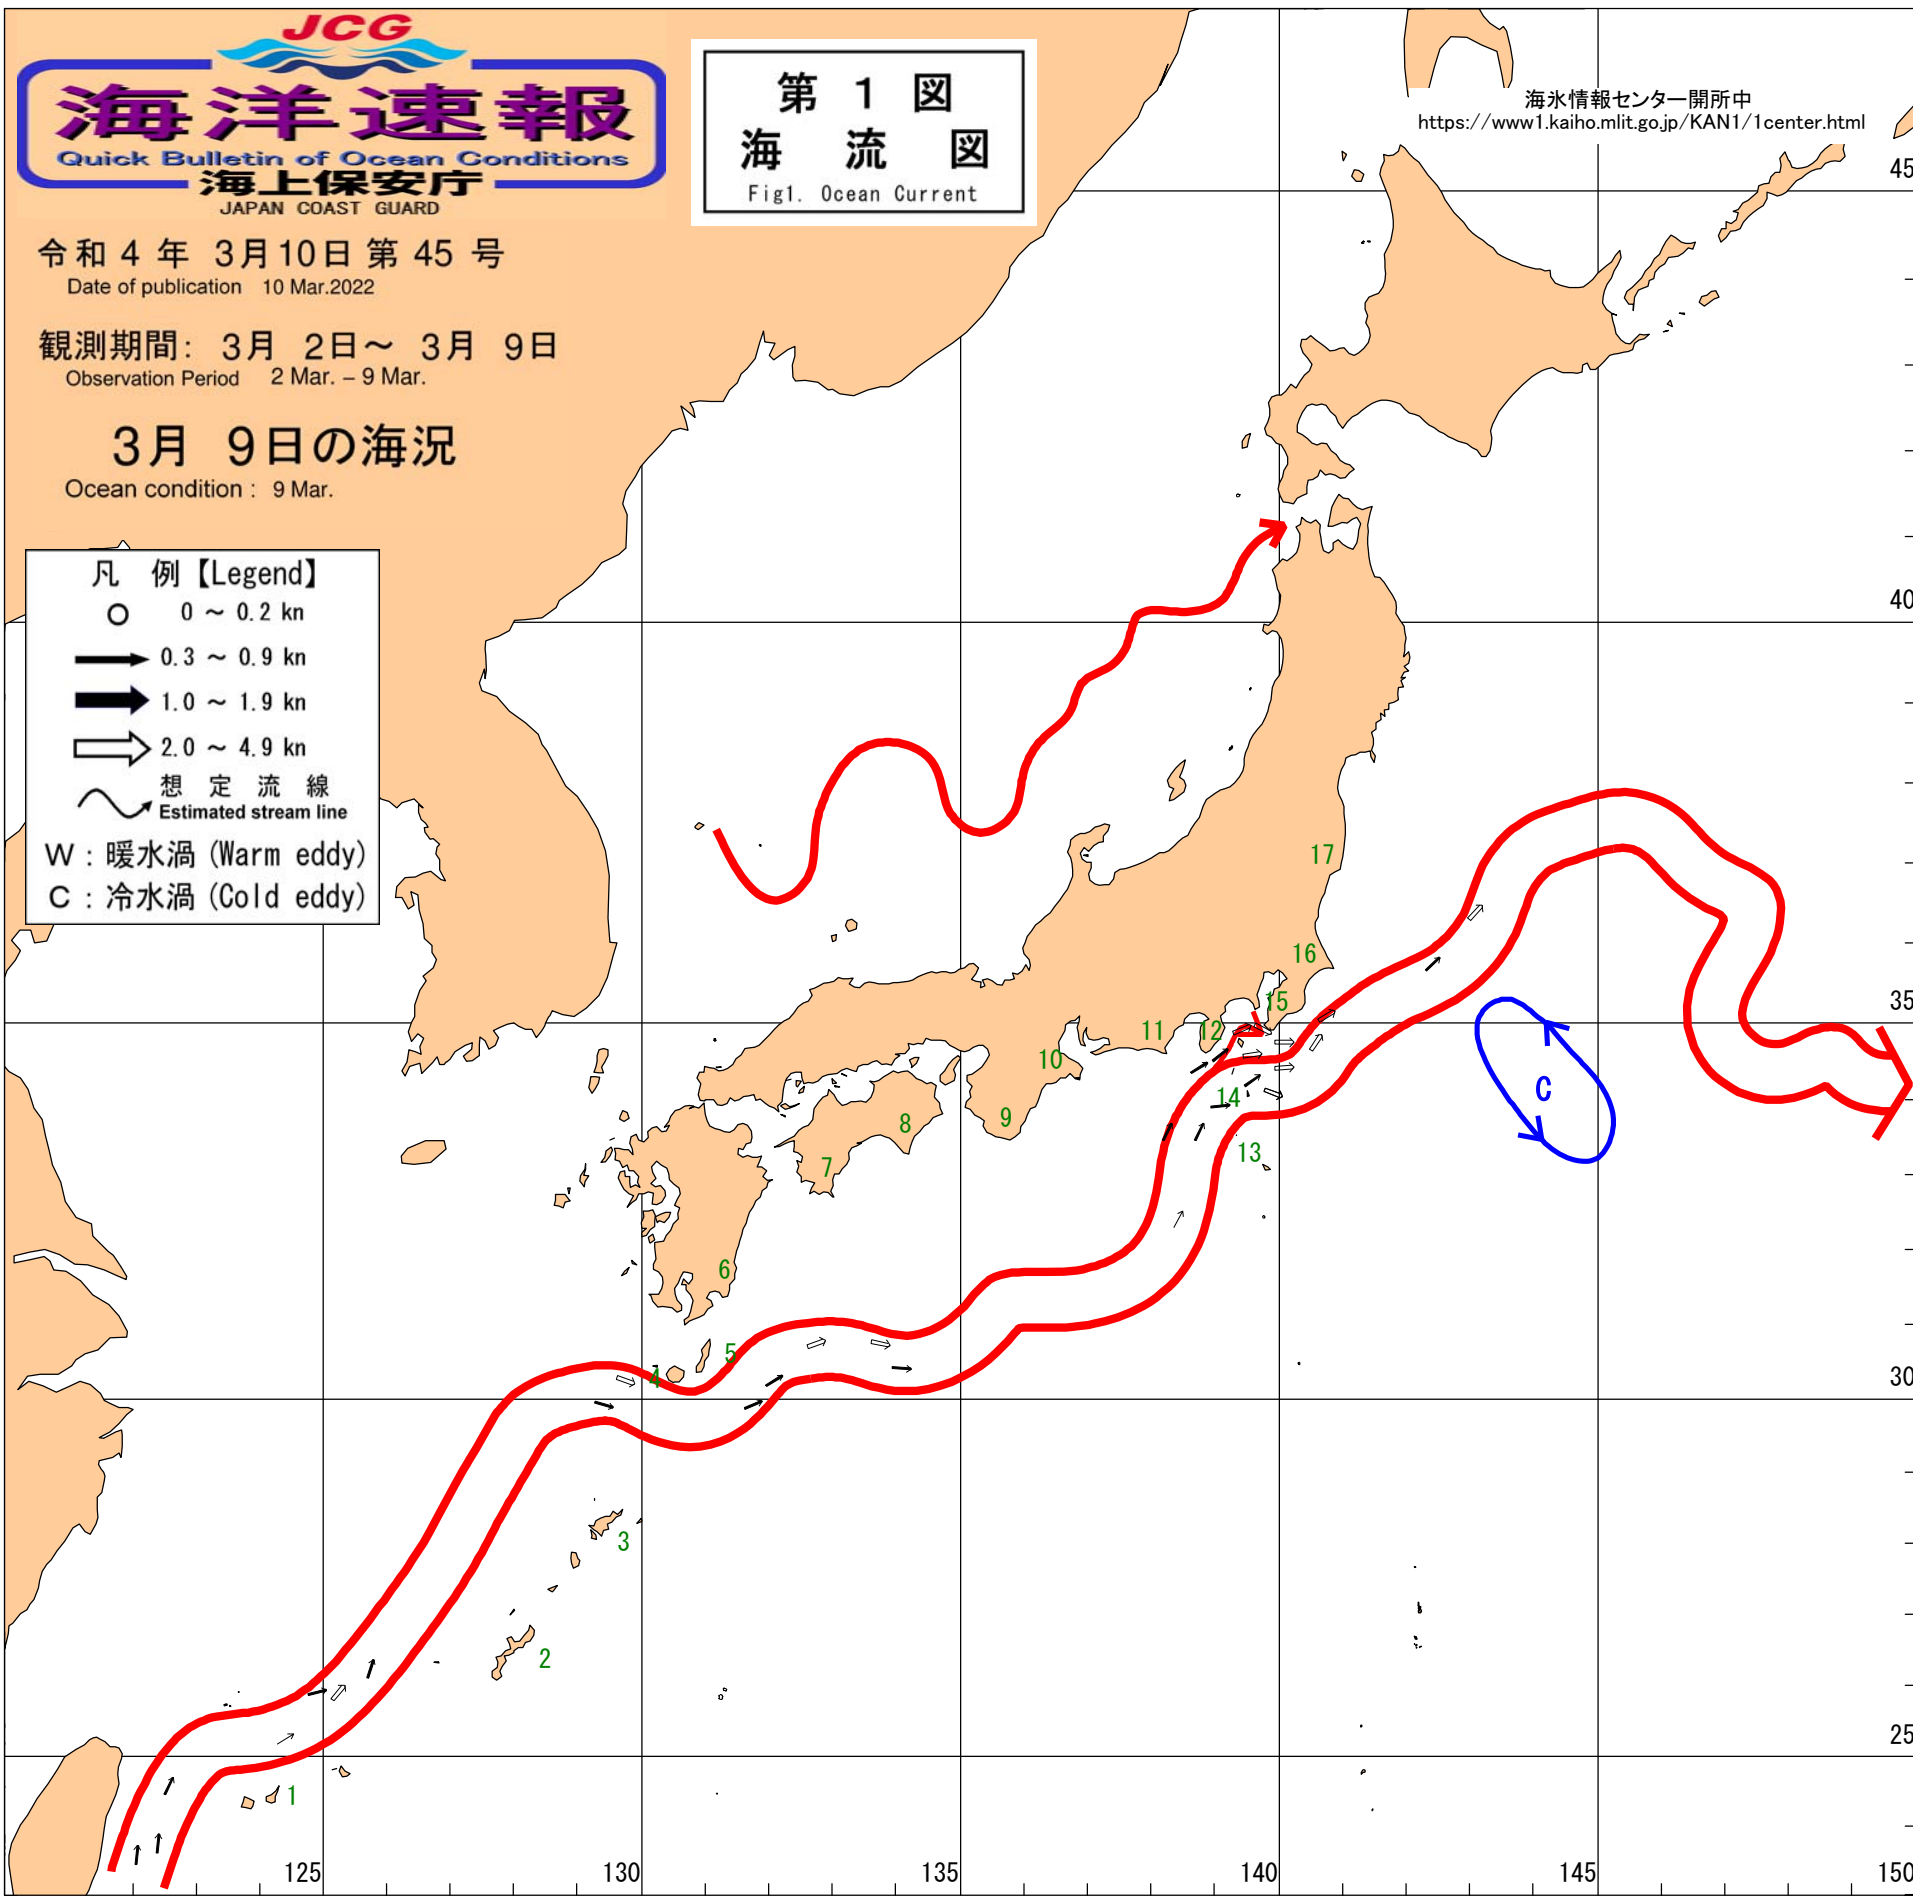 JCG
海洋速報
Quick Bulletin of Ocean Conditions
海上保安庁
JAPAN COAST GUARD
第 1 図
海 流 図
Fig1. Ocean Current
海氷情報センター開所中
https://www1.kaiho.mlit.go.jp/KAN1/1center.html
令和 4 年 3月10日 第 45 号
Date of publication 10 Mar.2022
観測期間: 3月 2日～ 3月 9日
Observation Period 2 Mar. – 9 Mar.
3月 9日の海況
Ocean condition : 9 Mar.
凡 例【Legend】
0 ～ 0.2 kn
0.3 ～ 0.9 kn
1.0 ～ 1.9 kn
2.0 ～ 4.9 kn
想 定 流 線
Estimated stream line
W : 暖水渦 (Warm eddy)
C : 冷水渦 (Cold eddy)
45
40
17
16
35
15
12
11
10
14
C
9
8
13
7
6
5
4
30
3
2
25
1
125
130
135
140
145
150